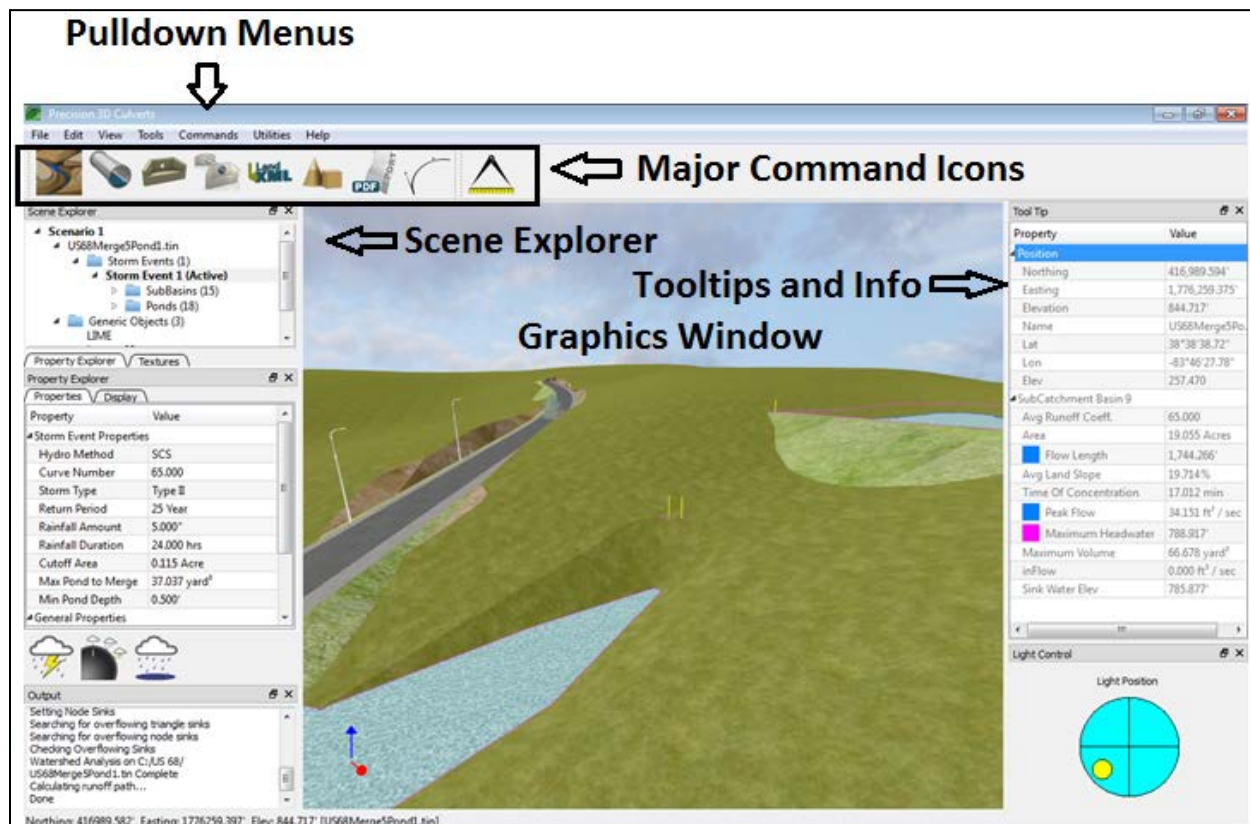 Pulldown Menus
Precision 3D Culverts
File Edit View Tools Commands Utilities Help
Land
XML
PDF
Major Command Icons
Scene Explorer
Scenario 1
US68Merge5Pond1.tin
Storm Events (1)
Storm Event 1 (Active)
SubBasins (15)
Ponds (18)
Generic Objects (3)
LIME
Property Explorer Textures
Property Explorer
Properties Display
Property Value
Storm Event Properties
Hydro Method SCS
Curve Number 65.000
Storm Type Type II
Return Period 25 Year
Rainfall Amount 5.000"
Rainfall Duration 24.000 hrs
Cutoff Area 0.115 Acre
Max Pond to Merge 37.037 yard³
Min Pond Depth 0.500'
General Properties
Output
Setting Node Sinks
Searching for overflowing triangle sinks
Searching for overflowing node sinks
Checking Overflowing Sinks
Watershed Analysis on C:/US 68/
US68Merge5Pond1.tin Complete
Calculating runoff path...
Done
Scene Explorer
Tooltips and Info
Graphics Window
Tool Tip
Property Value
Position
Northing 416,989.594'
Easting 1,776,259.375'
Elevation 844.717'
Name US68Merge5Po...
Lat 38°38'38.72"
Lon -83°46'27.78"
Elev 257.470
SubCatchment Basin 9
Avg Runoff Coeff. 65.000
Area 19.055 Acres
Flow Length 1,744.266'
Avg Land Slope 19.714%
Time Of Concentration 17.012 min
Peak Flow 34.151 ft³ / sec
Maximum Headwater 788.917'
Maximum Volume 66.678 yard³
inFlow 0.000 ft³ / sec
Sink Water Elev 785.877'
Light Control
Light Position
Northing: 416989.582' Easting: 1776259.397' Elev: 844.717' [US68Merge5Pond1.tin]